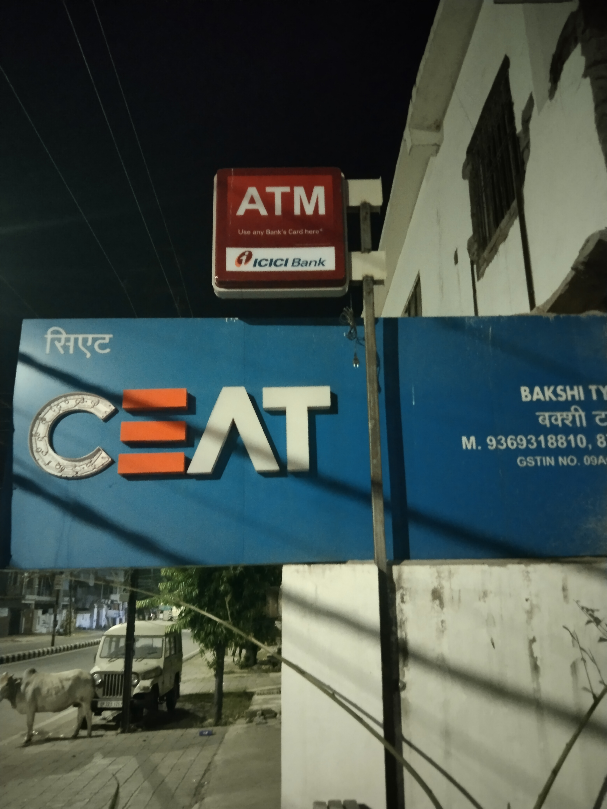 ATM
"Use any Bank's Card here"
ICICI Bank
सिएट
CEAT
BAKSHI TY
बक्शी ट
M. 9369318810, 8
GSTIN NO. 09A